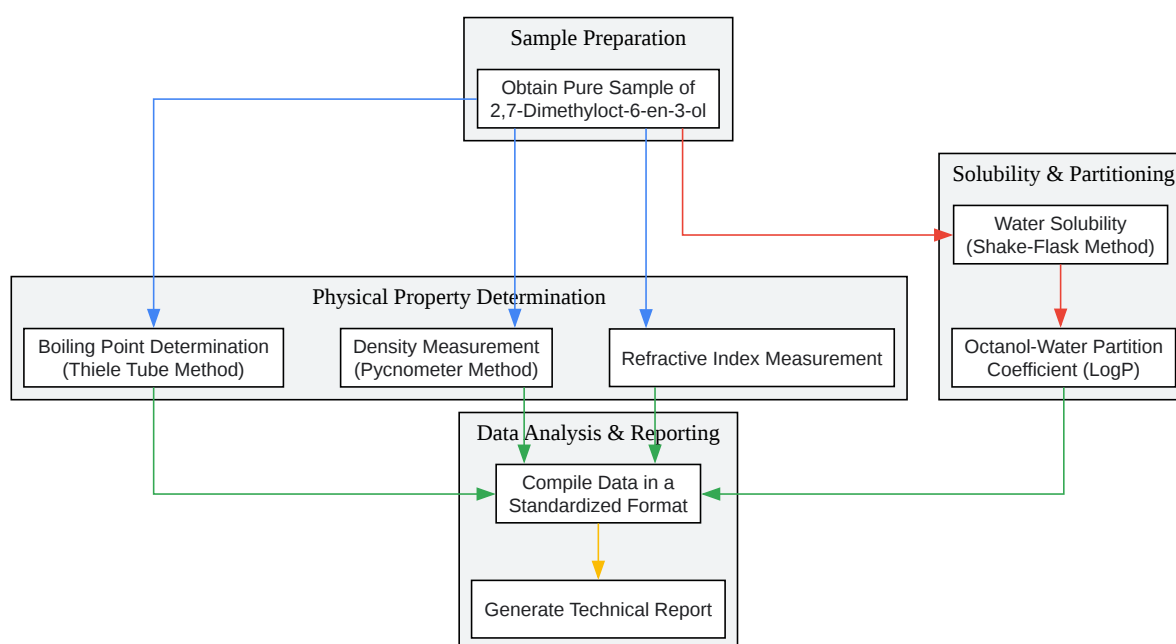 Sample Preparation
Obtain Pure Sample of
2,7-Dimethyloct-6-en-3-ol
Solubility & Partitioning
Water Solubility
(Shake-Flask Method)
Physical Property Determination
Boiling Point Determination
(Thiele Tube Method)
Density Measurement
(Pycnometer Method)
Refractive Index Measurement
Octanol-Water Partition
Coefficient (LogP)
Data Analysis & Reporting
Compile Data in a
Standardized Format
Generate Technical Report